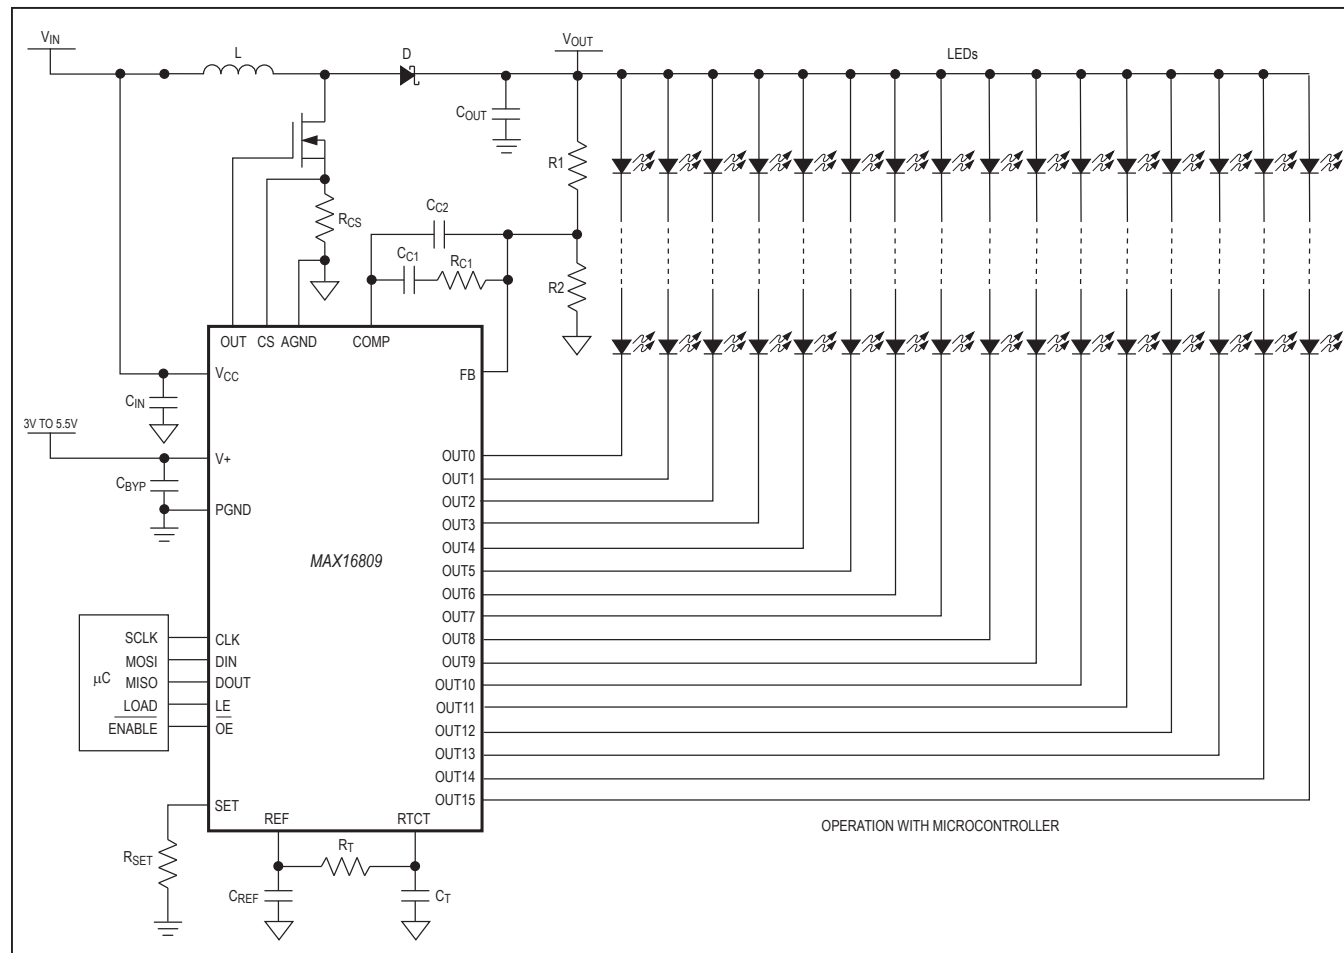 VIN
L
D
VOUT
LEDs
COUT
R1
RCS
CC2
CC1
RC1
R2
OUT
CS
AGND
COMP
VCC
FB
CIN
3V TO 5.5V
V+
CBYP
PGND
OUT0
OUT1
OUT2
OUT3
OUT4
OUT5
OUT6
OUT7
OUT8
OUT9
OUT10
OUT11
OUT12
OUT13
OUT14
OUT15
MAX16809
μC
SCLK
MOSI
MISO
LOAD
ENABLE
CLK
DIN
DOUT
LE
OE
SET
REF
RTCT
RSET
RT
CREF
CT
OPERATION WITH MICROCONTROLLER